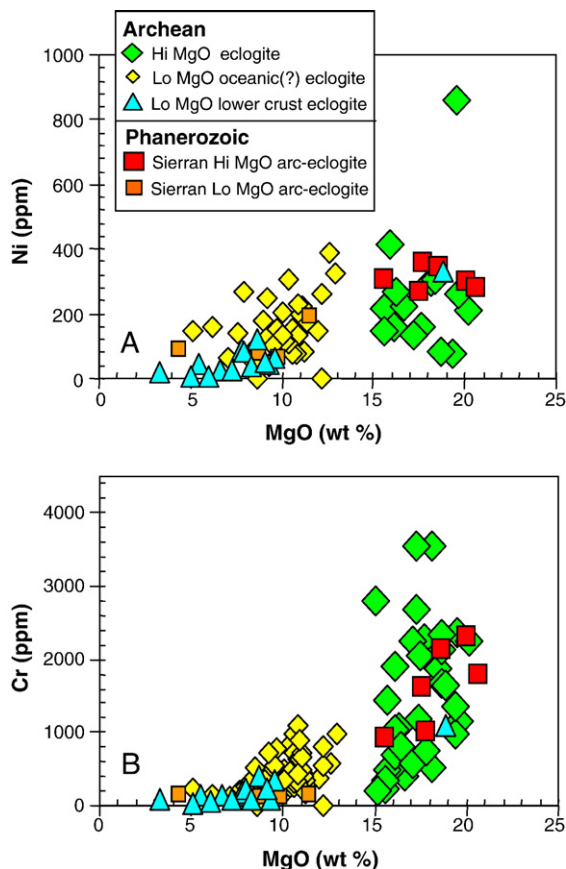 Archean
Hi MgO eclogite
Lo MgO oceanic(?) eclogite
Lo MgO lower crust eclogite
Phanerozoic
Sierran Hi MgO arc-eclogite
Sierran Lo MgO arc-eclogite
1000
800
600
400
200
0
Ni (ppm)
A
0 5 10 15 20 25
MgO (wt %)
4000
3000
2000
1000
0
Cr (ppm)
B
0 5 10 15 20 25
MgO (wt %)